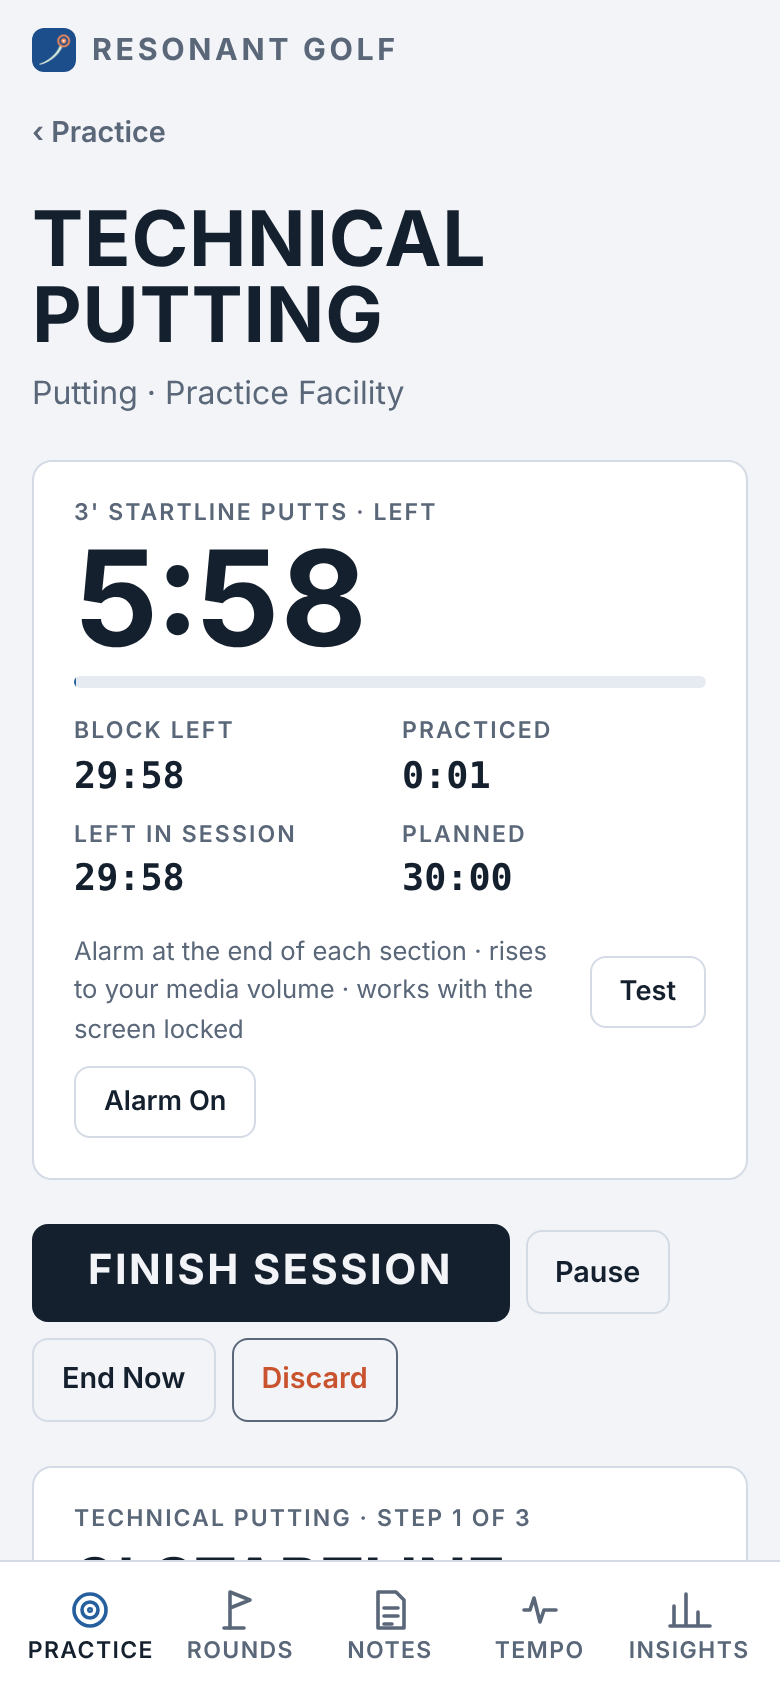 RESONANT GOLF
‹ Practice
TECHNICAL
PUTTING
Putting · Practice Facility
3' STARTLINE PUTTS · LEFT
5:58
BLOCK LEFT
PRACTICED
29:58
0:01
LEFT IN SESSION
PLANNED
29:58
30:00
Alarm at the end of each section · rises
to your media volume · works with the
screen locked
Test
Alarm On
FINISH SESSION
Pause
End Now
Discard
TECHNICAL PUTTING · STEP 1 OF 3
PRACTICE
ROUNDS
NOTES
TEMPO
INSIGHTS